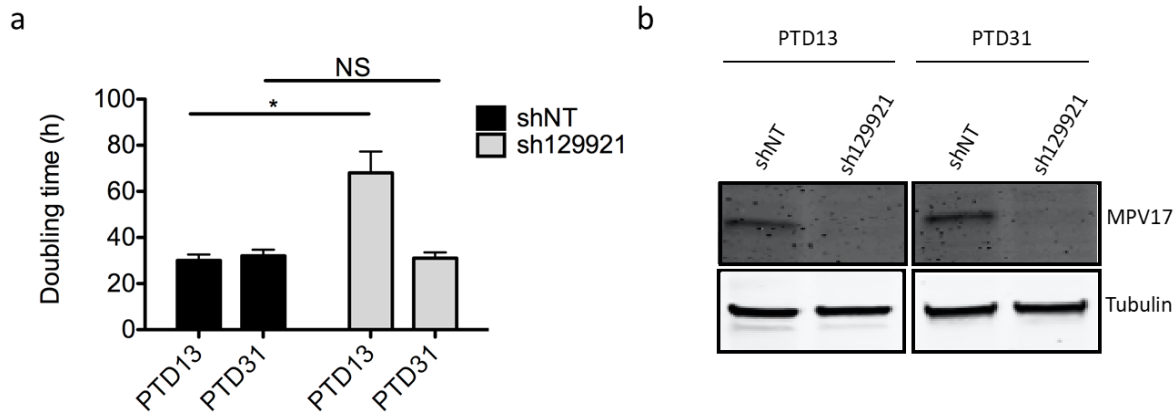 a
NS
*
Doubling time (h)
100
80
60
40
20
0
PTD13
PTD31
PTD13
PTD31
shNT
sh129921
b
PTD13
PTD31
shNT
sh129921
shNT
sh129921
MPV17
Tubulin